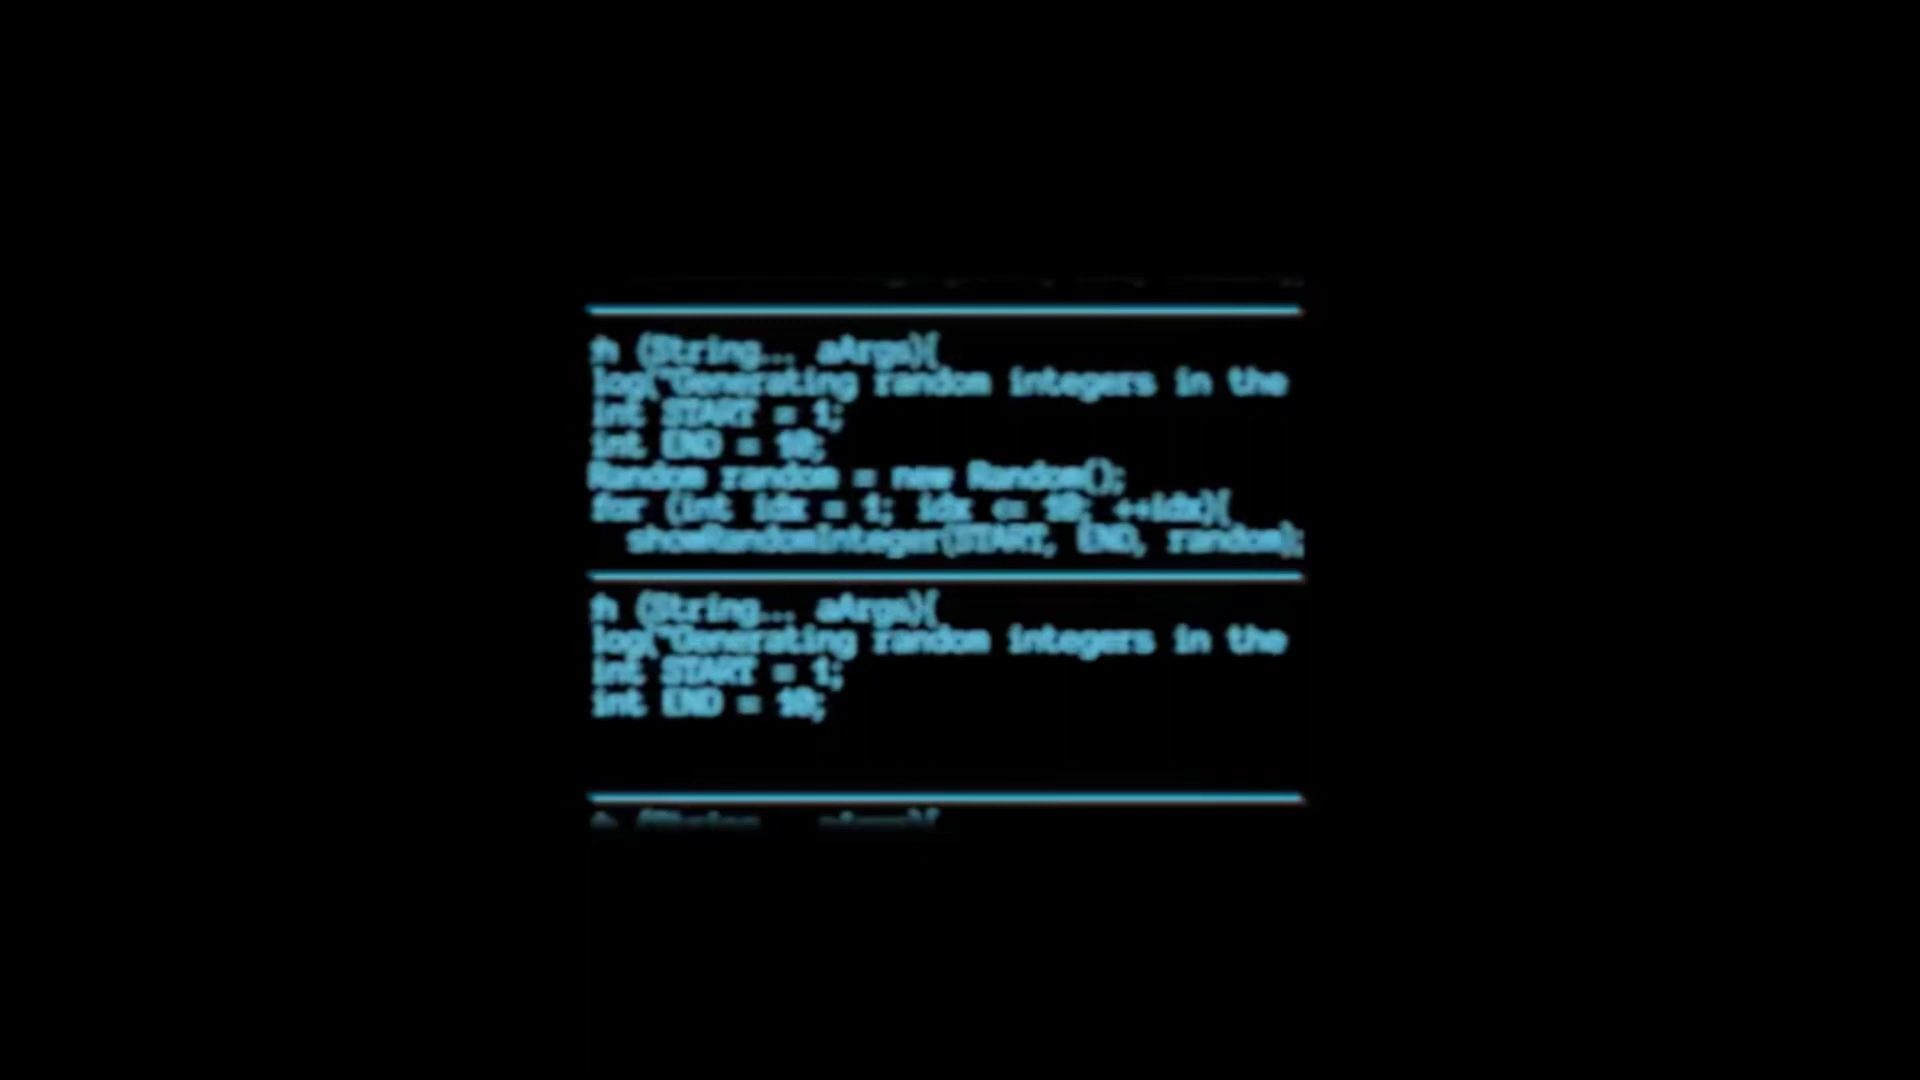 h (String... aArgs){
log("Generating random integers in the
int START = 1;
int END = 10;
Random random = new Random();
for (int idx = 1; idx <= 10; ++idx){
showRandomInteger(START, END, random);
h (String... aArgs){
log("Generating random integers in the
int START = 1;
int END = 10;